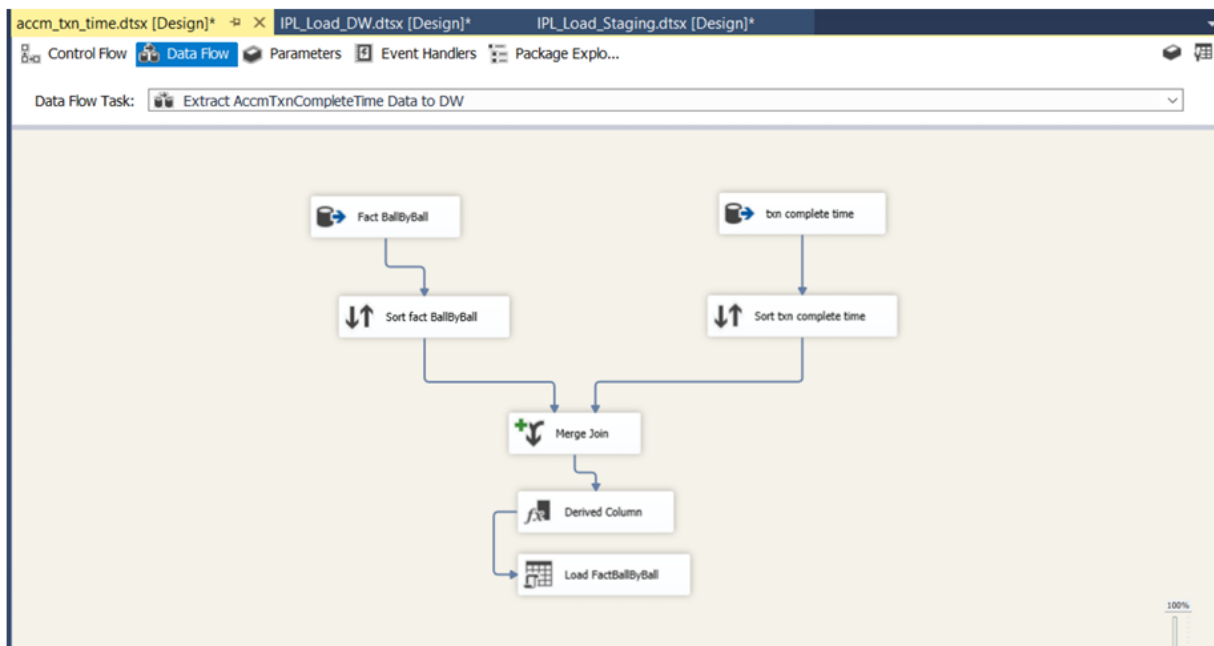 accm_txn_time.dtsx [Design]* IPL_Load_DW.dtsx [Design]* IPL_Load_Staging.dtsx [Design]*
Control Flow Data Flow Parameters Event Handlers Package Explo...
Data Flow Task: Extract AccmTxnCompleteTime Data to DW
Fact BallByBall txn complete time
Sort fact BallByBall Sort txn complete time
Merge Join
Derived Column
Load FactBallByBall
100%